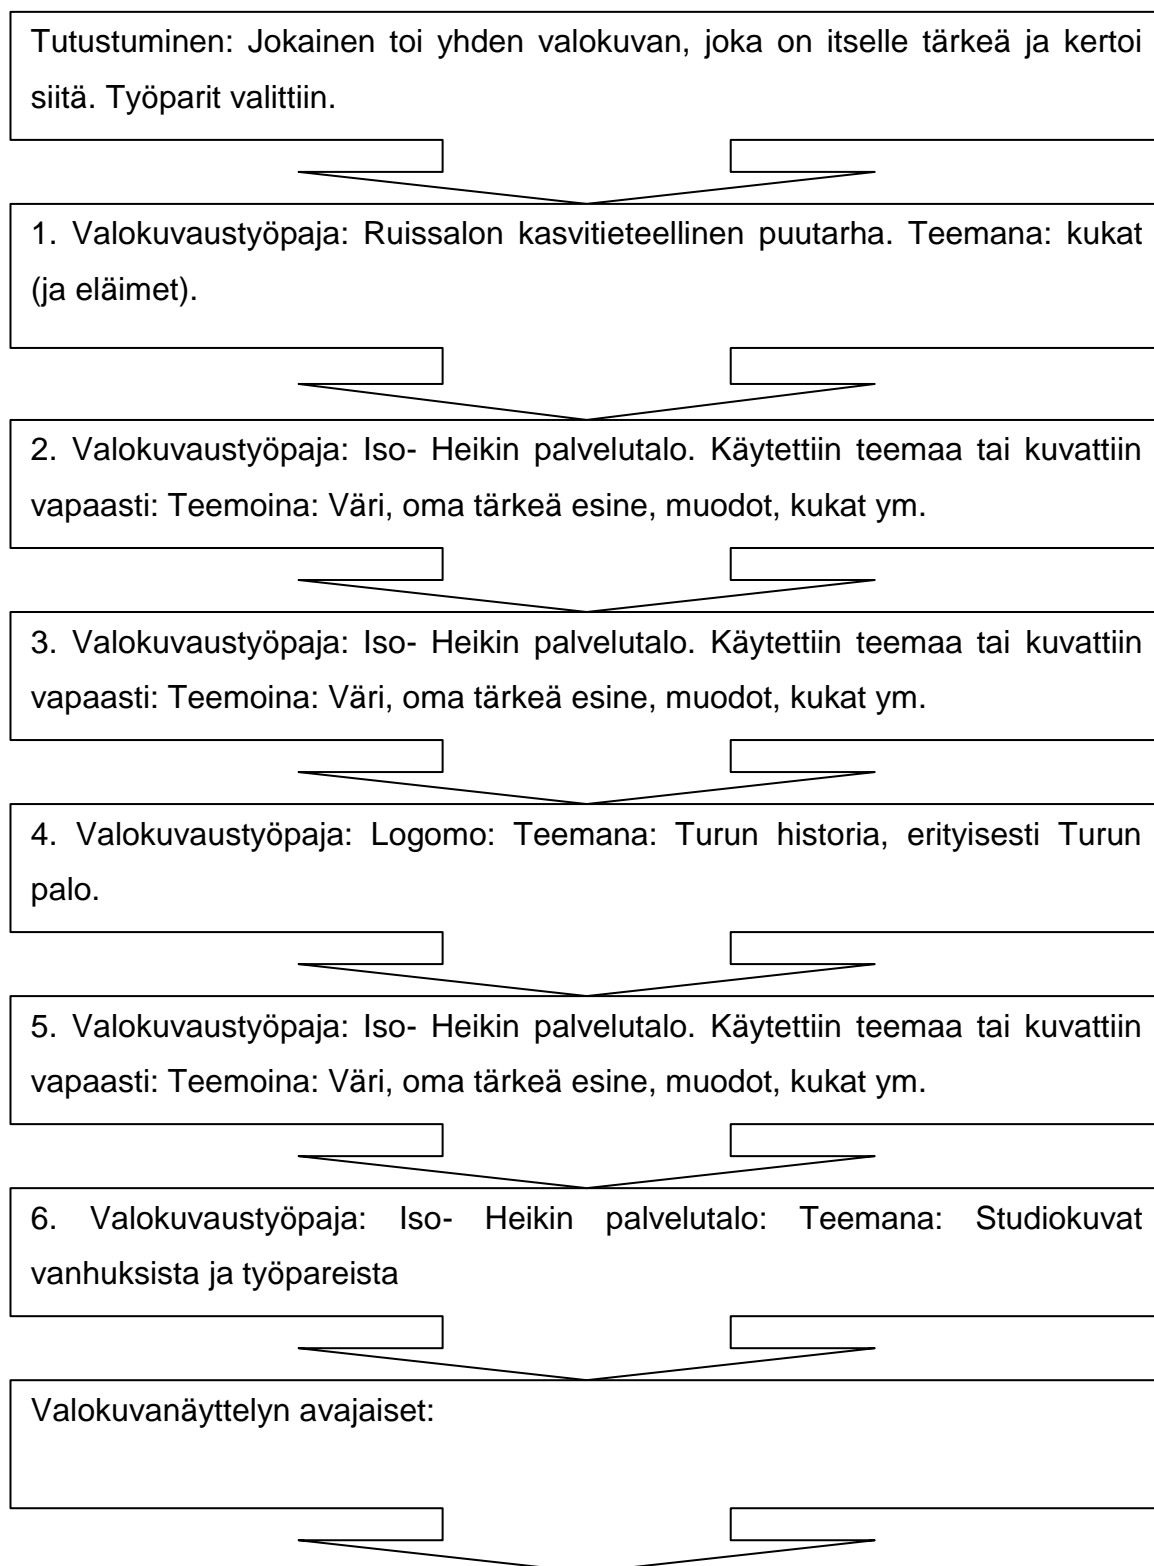 Tutustuminen: Jokainen toi yhden valokuvan, joka on itselle tärkeä ja kertoi
siitä. Työparit valittiin.
1. Valokuvaustyöpaja: Ruissalon kasvitieteellinen puutarha. Teemana: kukat
(ja eläimet).
2. Valokuvaustyöpaja: Iso- Heikin palvelutalo. Käytettiin teemaa tai kuvattiin
vapaasti: Teemoina: Väri, oma tärkeä esine, muodot, kukat ym.
3. Valokuvaustyöpaja: Iso- Heikin palvelutalo. Käytettiin teemaa tai kuvattiin
vapaasti: Teemoina: Väri, oma tärkeä esine, muodot, kukat ym.
4. Valokuvaustyöpaja: Logomo: Teemana: Turun historia, erityisesti Turun
palo.
5. Valokuvaustyöpaja: Iso- Heikin palvelutalo. Käytettiin teemaa tai kuvattiin
vapaasti: Teemoina: Väri, oma tärkeä esine, muodot, kukat ym.
6. Valokuvaustyöpaja: Iso- Heikin palvelutalo: Teemana: Studiokuvat
vanhuksista ja työpareista
Valokuvanäyttelyn avajaiset: